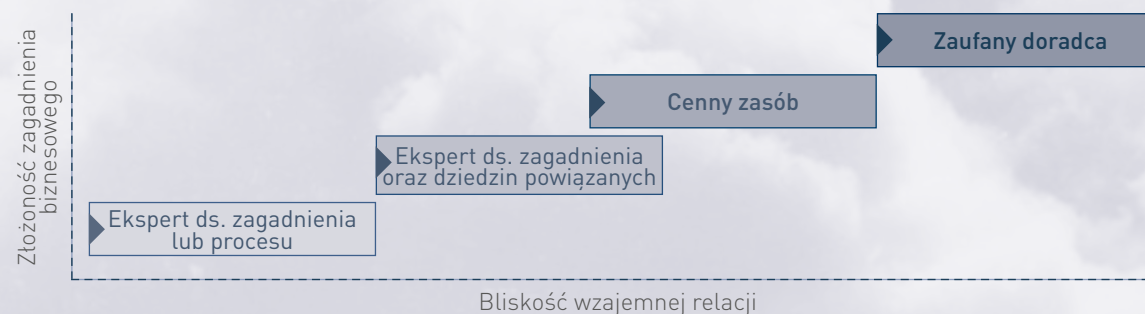 Złożoność zagadnienia
biznesowego
Zaufany doradca
Cenny zasób
Ekspert ds. zagadnienia
oraz dziedzin powiązanych
Ekspert ds. zagadnienia
lub procesu
Bliskość wzajemnej relacji